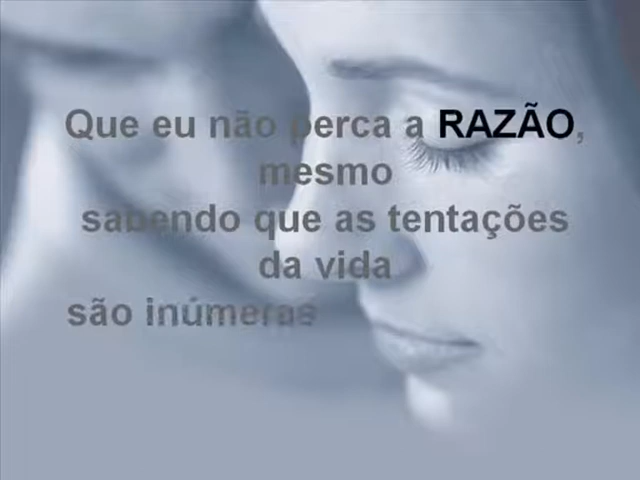 Que eu não perca a RAZÃO,
mesmo
sabendo que as tentações
da vida
são inúmeras